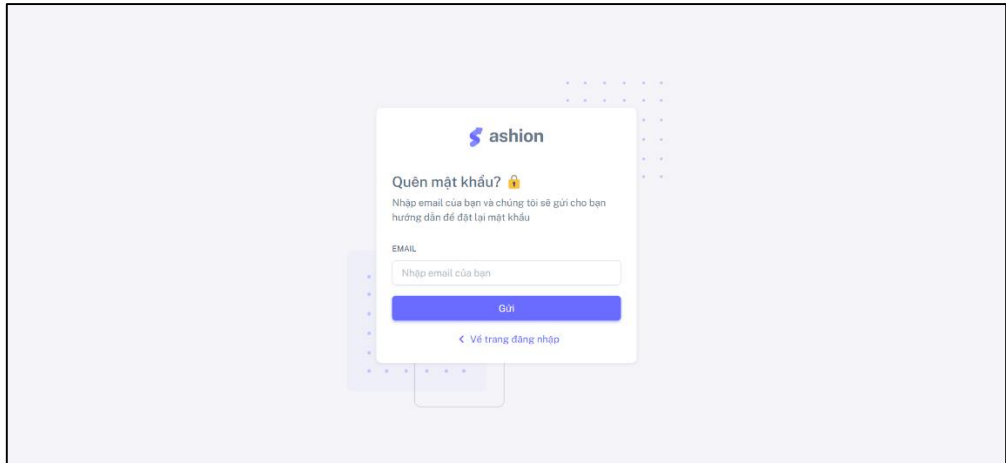 ashion
Quên mật khẩu? 🔒
Nhập email của bạn và chúng tôi sẽ gửi cho bạn
hướng dẫn để đặt lại mật khẩu
EMAIL
Nhập email của bạn
Gửi
Về trang đăng nhập